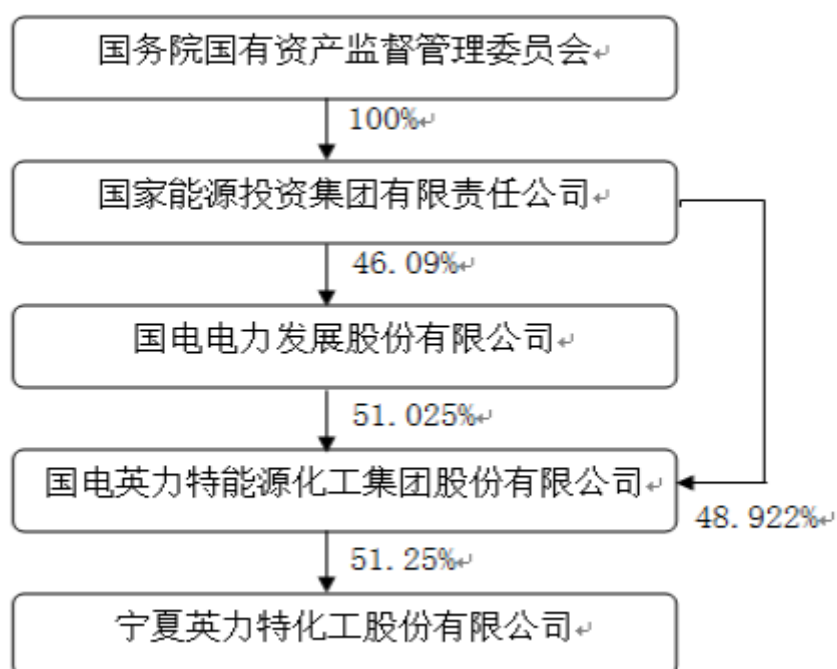 国务院国有资产监督管理委员会↵
100%↵
国家能源投资集团有限责任公司↵
46.09%↵
国电电力发展股份有限公司↵
51.025%↵
国电英力特能源化工集团股份有限公司↵
48.922%↵
51.25%↵
宁夏英力特化工股份有限公司↵